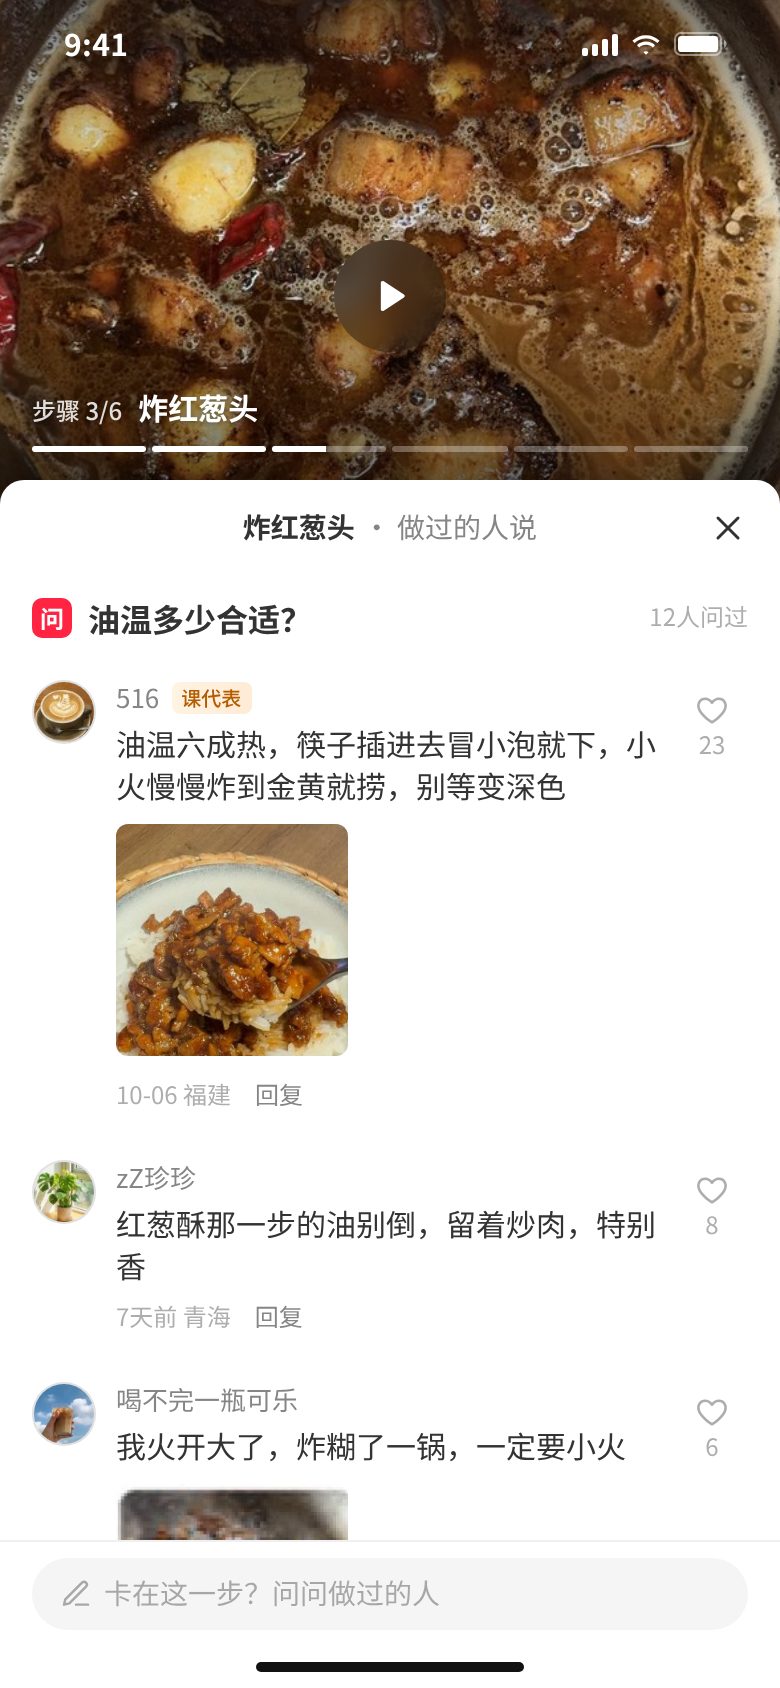 9:41
步骤 3/6 炸红葱头
炸红葱头 · 做过的人说
问 油温多少合适？ 12人问过
516 课代表
油温六成热，筷子插进去冒小泡就下，小
火慢慢炸到金黄就捞，别等变深色
23
10-06 福建 回复
zZ珍珍
红葱酥那一步的油别倒，留着炒肉，特别
香
8
7天前 青海 回复
喝不完一瓶可乐
我火开大了，炸糊了一锅，一定要小火
6
卡在这一步？问问做过的人